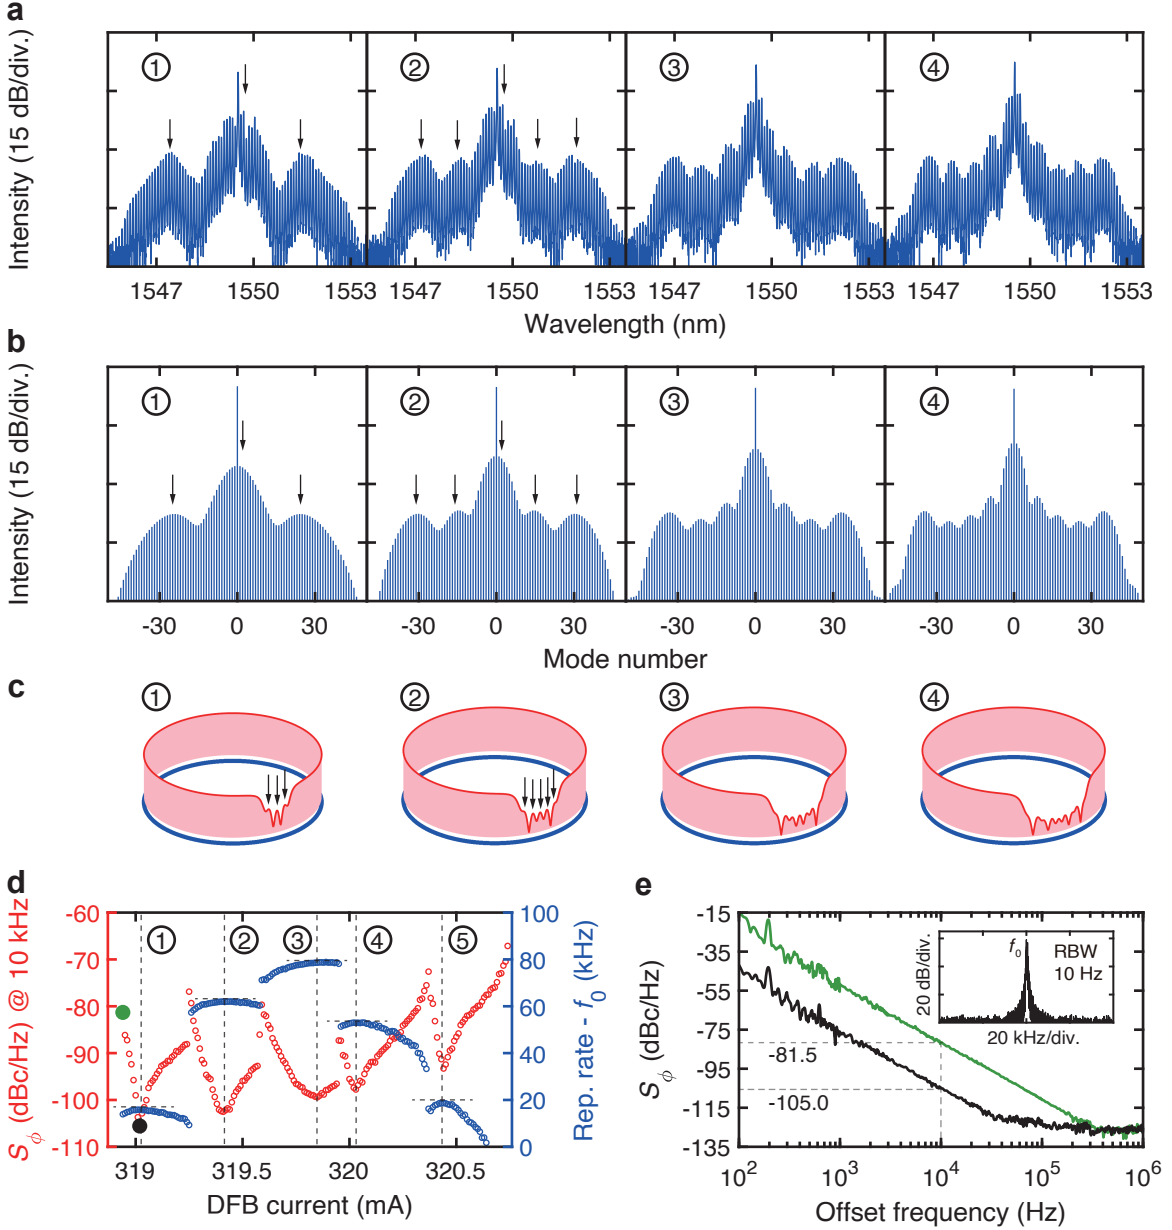 a
Intensity (15 dB/div.)
① ② ③ ④
1547 1550 1553 1547 1550 1553 1547 1550 1553 1547 1550 1553
Wavelength (nm)
b
Intensity (15 dB/div.)
① ② ③ ④
-30 0 30 -30 0 30 -30 0 30 -30 0 30
Mode number
c
① ② ③ ④
d
S_ϕ (dBc/Hz) @ 10 kHz
-60
-70
-80
-90
-100
-110
① ② ③ ④ ⑤
100
80
60
40
20
0
Rep. rate - f_0 (kHz)
319 319.5 320 320.5
DFB current (mA)
e
S_ϕ (dBc/Hz)
-15
-35
-55
-75
-95
-115
-135
-81.5
-105.0
20 dB/div.
f_0
RBW
10 Hz
20 kHz/div.
10^2 10^3 10^4 10^5 10^6
Offset frequency (Hz)